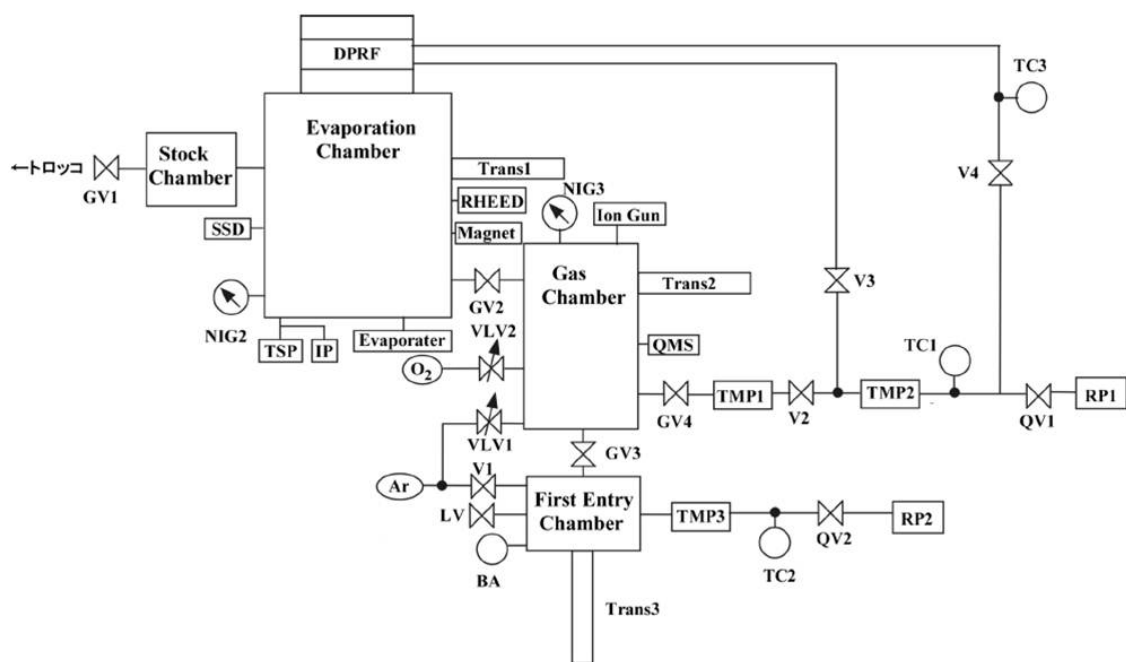 DPRF
TC3
Evaporation
Chamber
←トロッコ
GV1
Stock
Chamber
Trans1
NIG3
V4
RHEED
Ion Gun
SSD
Magnet
Gas
Chamber
Trans2
V3
GV2
NIG2
VLV2
Evaporater
TSP
IP
QMS
TC1
O2
TMP1
TMP2
RP1
GV4
V2
QV1
VLV1
GV3
V1
Ar
First Entry
Chamber
LV
TMP3
RP2
QV2
BA
TC2
Trans3